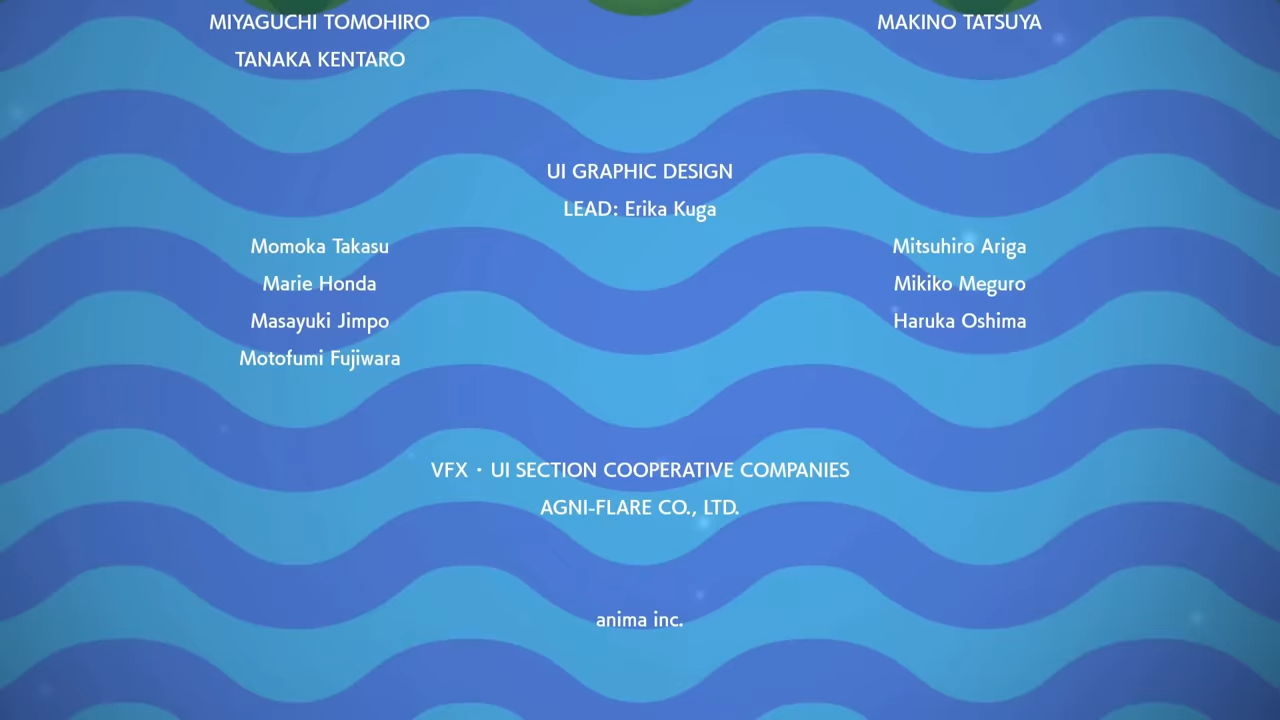 MIYAGUCHI TOMOHIRO MAKINO TATSUYA
TANAKA KENTARO
UI GRAPHIC DESIGN
LEAD: Erika Kuga
Momoka Takasu Mitsuhiro Ariga
Marie Honda Mikiko Meguro
Masayuki Jimpo Haruka Oshima
Motofumi Fujiwara
VFX・UI SECTION COOPERATIVE COMPANIES
AGNI-FLARE CO., LTD.
anima inc.